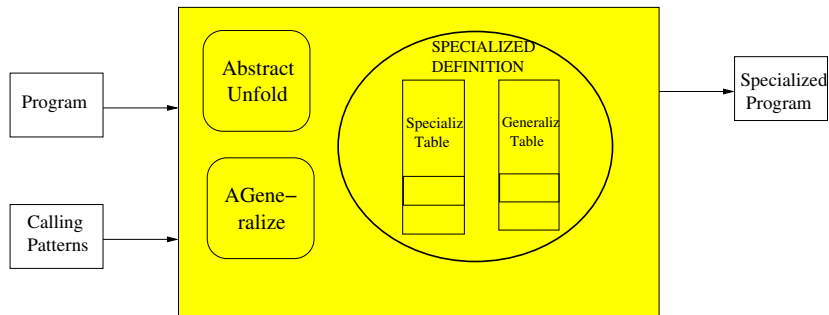 Program
Calling
Patterns
Abstract
Unfold
AGene−
ralize
SPECIALIZED
DEFINITION
Specializ
Table
Generaliz
Table
Specialized
Program